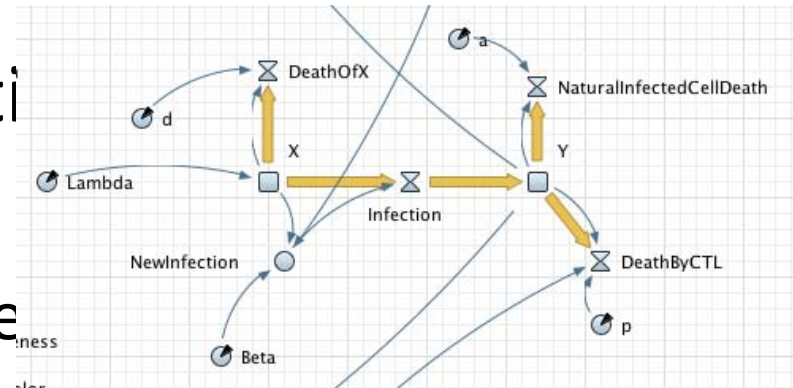 a
DeathOfX
NaturalInfectedCellDeath
d
X
Y
Lambda
Infection
NewInfection
DeathByCTL
p
Beta